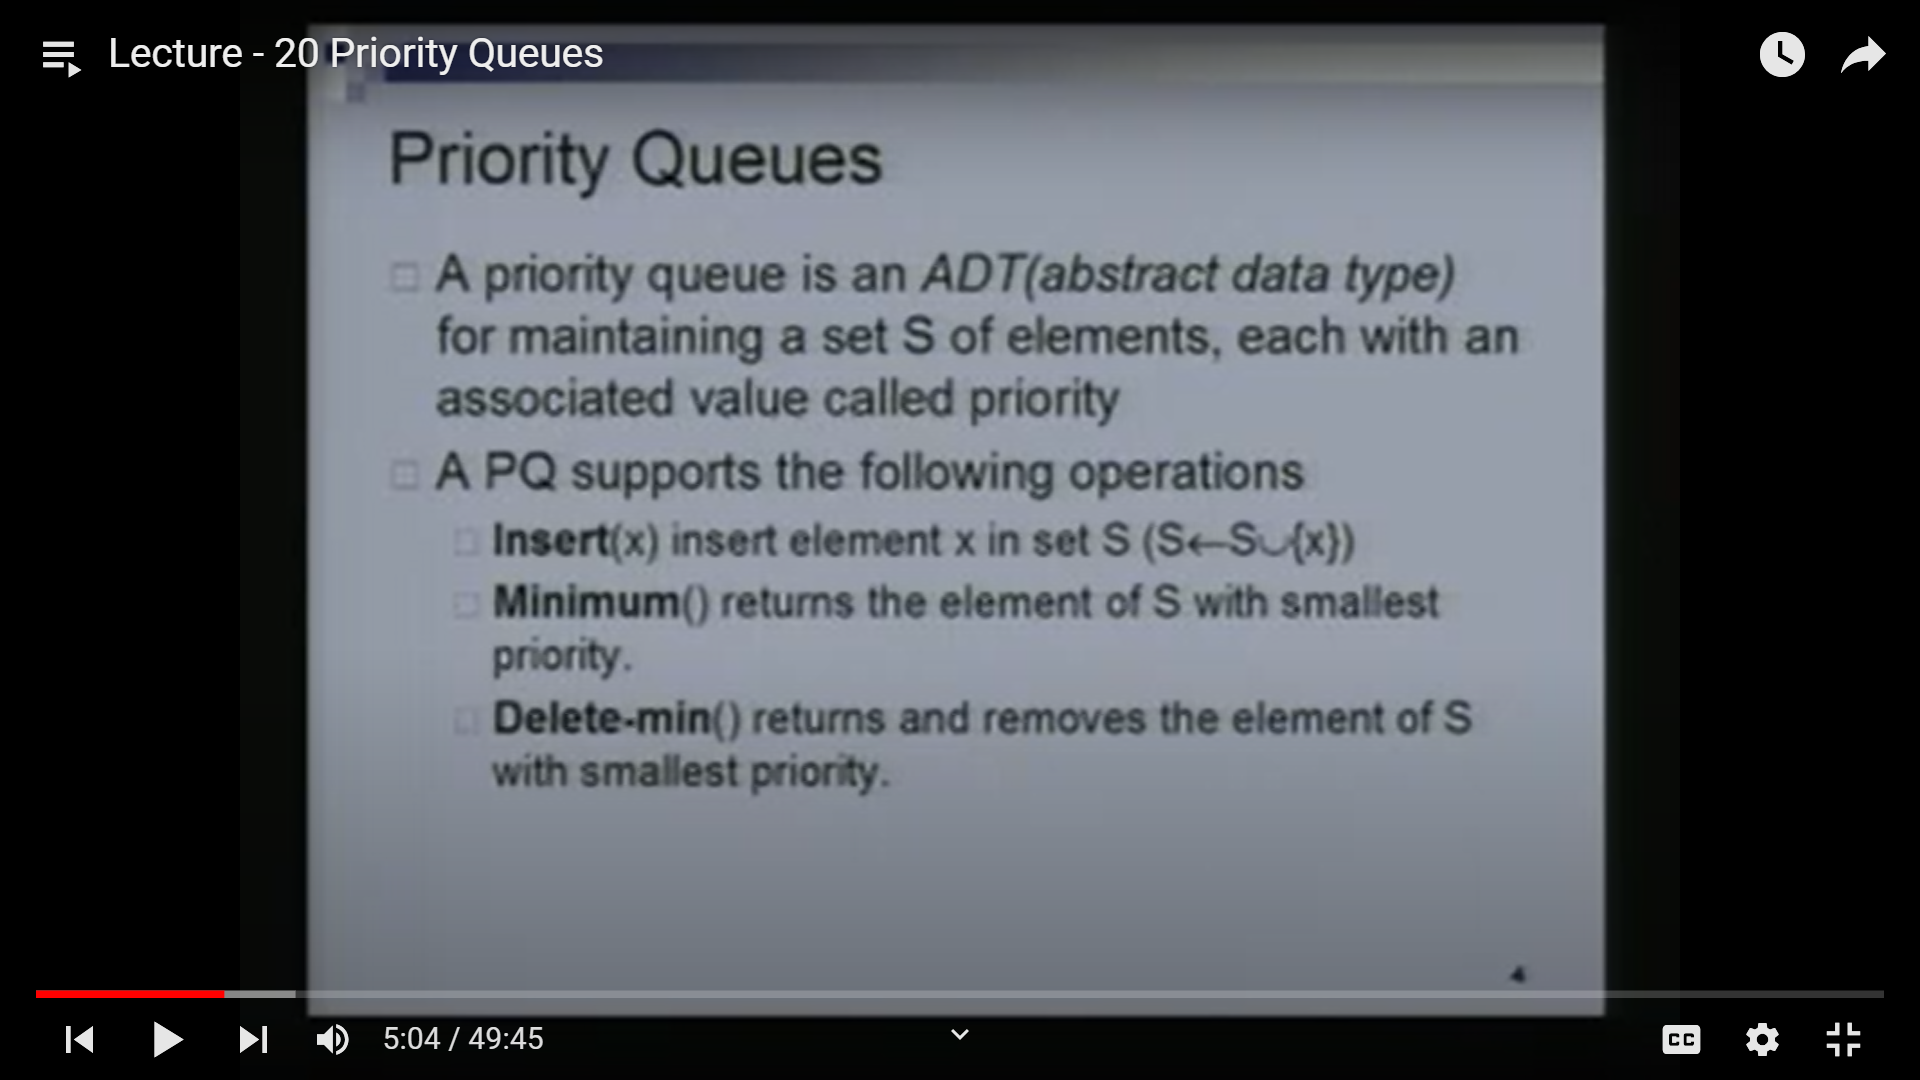 Lecture - 20 Priority Queues
Priority Queues
A priority queue is an ADT(abstract data type)
for maintaining a set S of elements, each with an
associated value called priority
A PQ supports the following operations
Insert(x) insert element x in set S (S←S∪{x})
Minimum() returns the element of S with smallest
priority.
Delete-min() returns and removes the element of S
with smallest priority.
4
5:04 / 49:45
CC